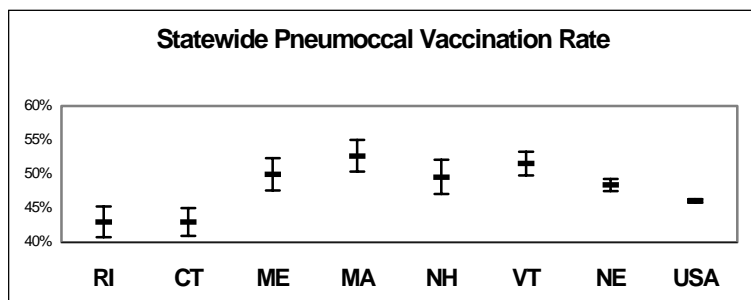 Statewide Pneumoccal Vaccination Rate
60%
55%
50%
45%
40%
RI CT ME MA NH VT NE USA